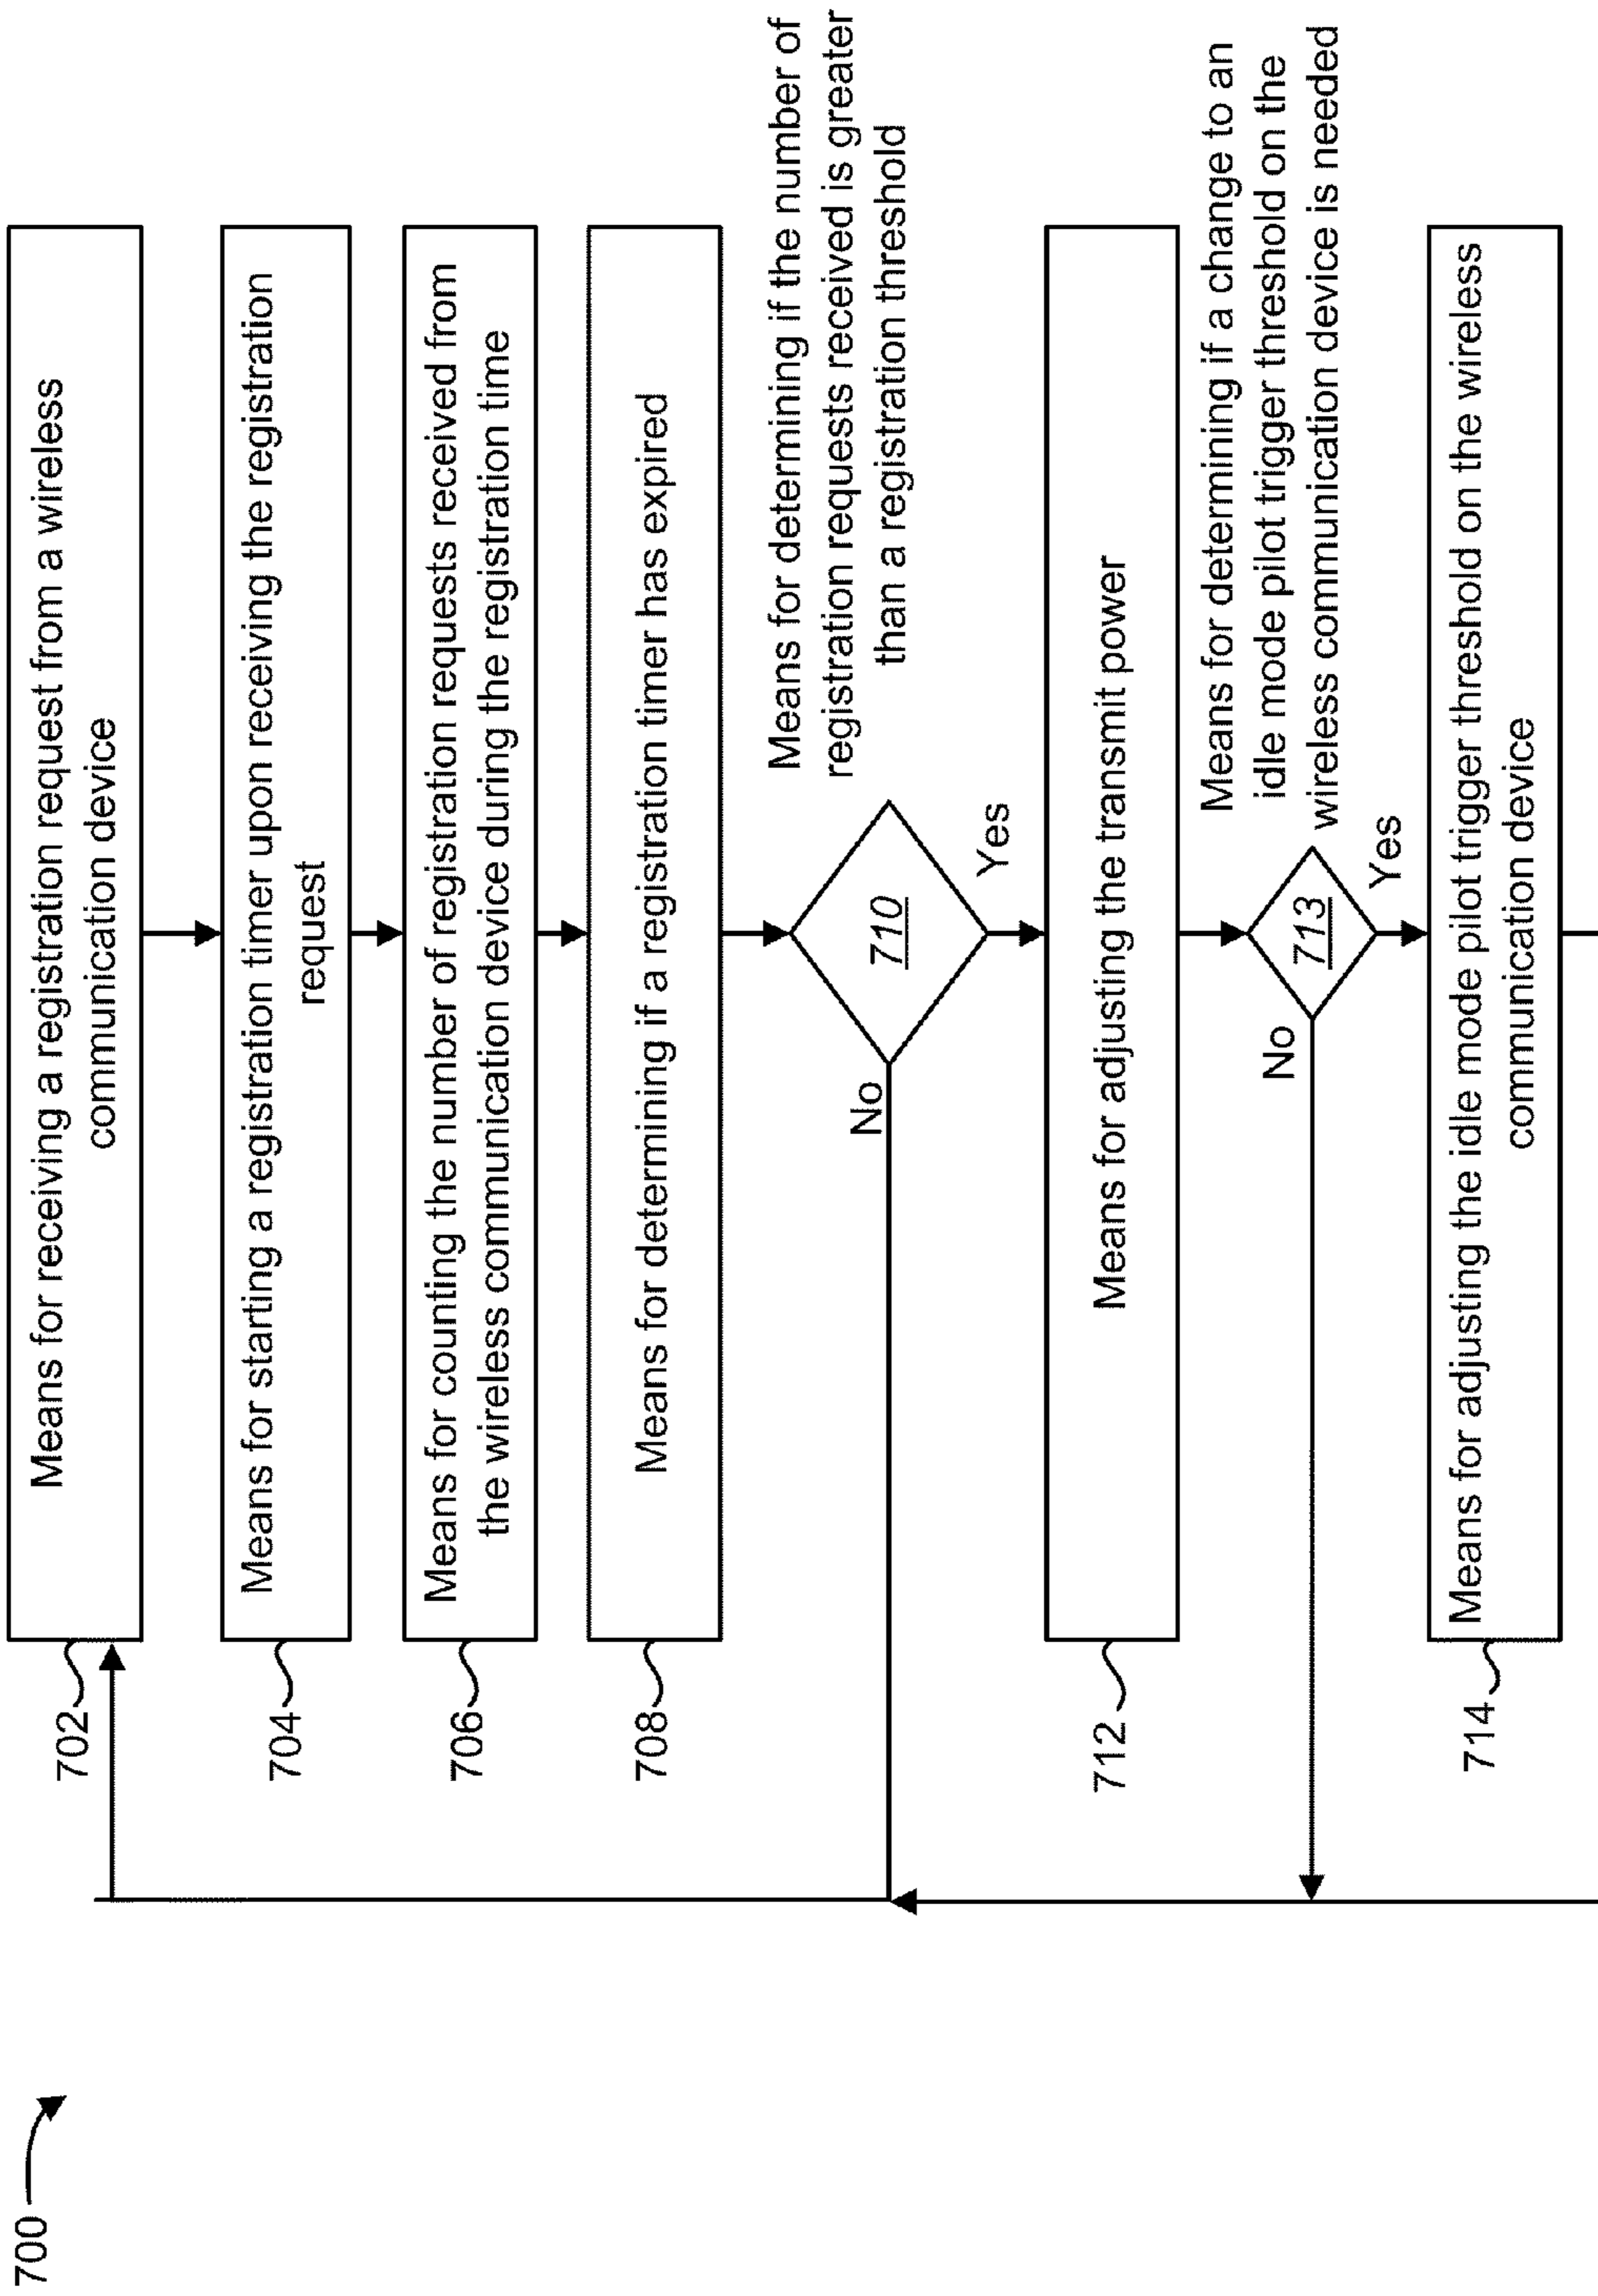 700
702
Means for receiving a registration request from a wireless
communication device
704
Means for starting a registration timer upon receiving the registration
request
706
Means for counting the number of registration requests received from
the wireless communication device during the registration time
708
Means for determining if a registration timer has expired
Means for determining if the number of
registration requests received is greater
than a registration threshold
710
No
Yes
712
Means for adjusting the transmit power
Means for determining if a change to an
idle mode pilot trigger threshold on the
wireless communication device is needed
713
No
Yes
714
Means for adjusting the idle mode pilot trigger threshold on the wireless
communication device